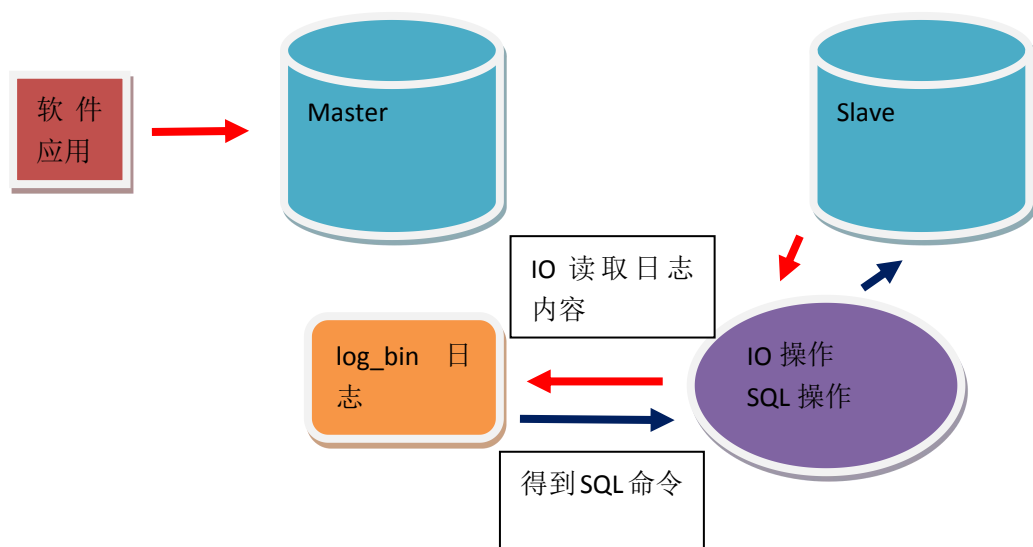 软件
应用
Master
Slave
IO 读取日志
内容
log_bin 日
志
IO 操作
SQL 操作
得到SQL命令